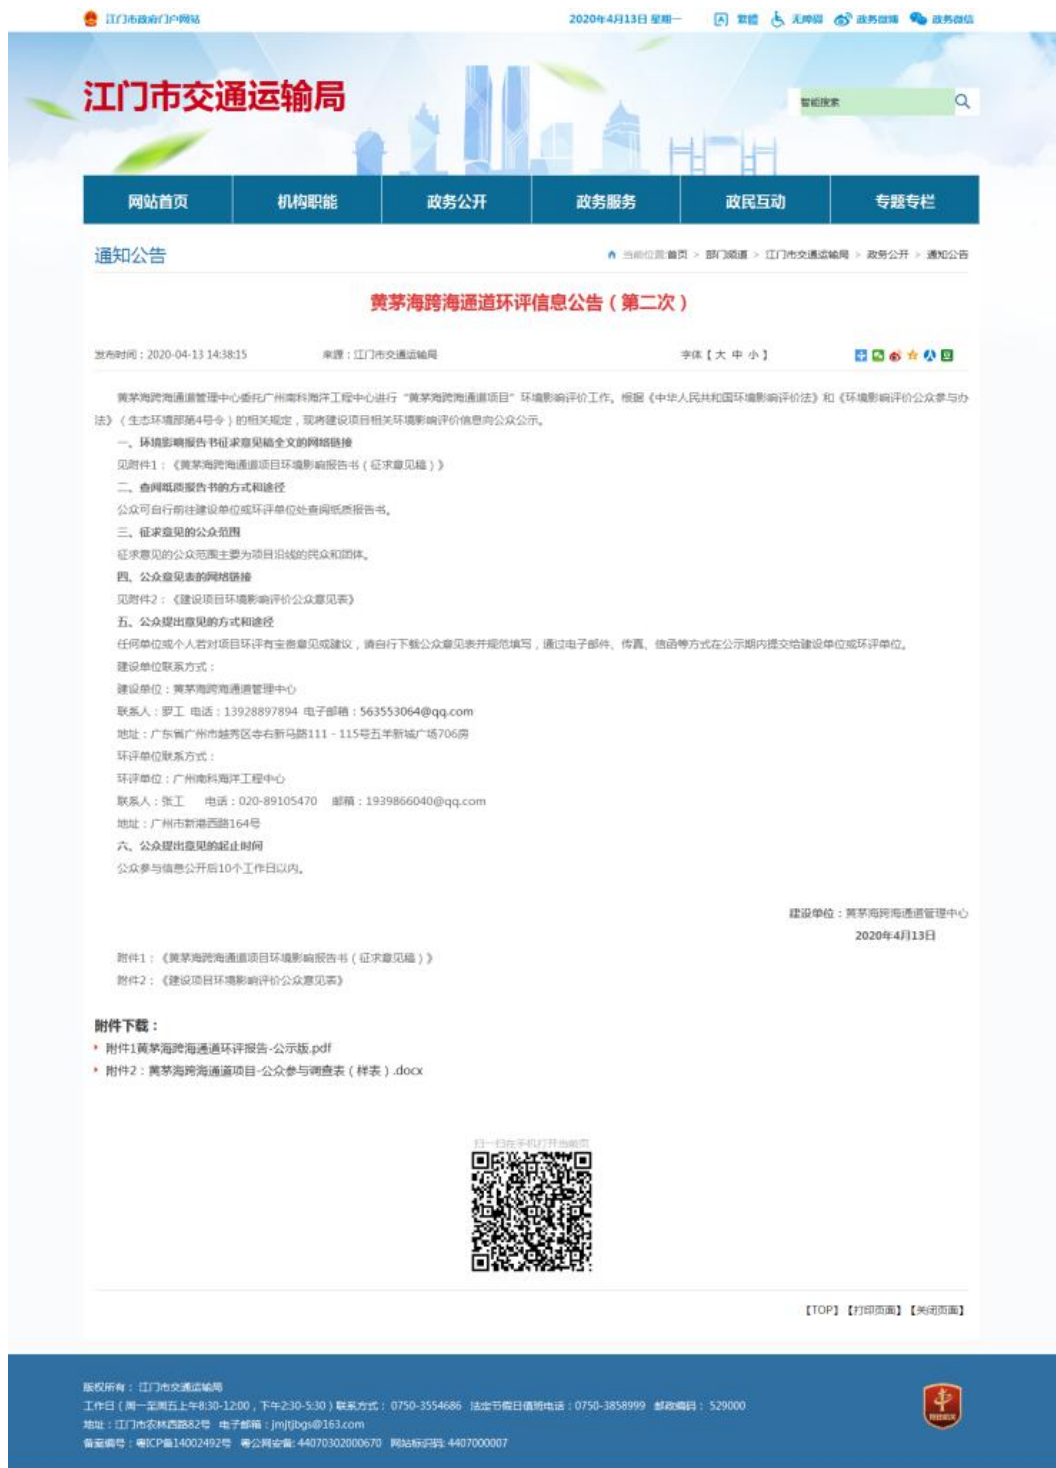 江门市政府门户网站
2020年4月13日 星期一 繁體 无障碍 政务微博 政务微信
江门市交通运输局
智能搜索
网站首页 机构职能 政务公开 政务服务 政民互动 专题专栏
通知公告
当前位置:首页 > 部门频道 > 江门市交通运输局 > 政务公开 > 通知公告
黄茅海跨海通道环评信息公告（第二次）
发布时间：2020-04-13 14:38:15 来源：江门市交通运输局 字体【大 中 小】
黄茅海跨海通道管理中心委托广州南科海洋工程中心进行“黄茅海跨海通道项目”环境影响评价工作。根据《中华人民共和国环境影响评价法》和《环境影响评价公众参与办
法》（生态环境部第4号令）的相关规定，现将建设项目相关环境影响评价信息向公众公示。
一、环境影响报告书征求意见稿全文的网络链接
见附件1：《黄茅海跨海通道项目环境影响报告书（征求意见稿）》
二、查阅纸质报告书的方式和途径
公众可自行前往建设单位或环评单位处查阅纸质报告书。
三、征求意见的公众范围
征求意见的公众范围主要为项目沿线的民众和团体。
四、公众意见表的网络链接
见附件2：《建设项目环境影响评价公众意见表》
五、公众提出意见的方式和途径
任何单位或个人若对项目环评有宝贵意见或建议，请自行下载公众意见表并规范填写，通过电子邮件、传真、信函等方式在公示期内提交给建设单位或环评单位。
建设单位联系方式：
建设单位：黄茅海跨海通道管理中心
联系人：罗工 电话：13928897894 电子邮箱：563553064@qq.com
地址：广东省广州市越秀区寺右新马路111－115号五羊新城广场706房
环评单位联系方式：
环评单位：广州南科海洋工程中心
联系人：张工 电话：020-89105470 邮箱：1939866040@qq.com
地址：广州市新港西路164号
六、公众提出意见的起止时间
公众参与信息公开后10个工作日以内。
建设单位：黄茅海跨海通道管理中心
2020年4月13日
附件1：《黄茅海跨海通道项目环境影响报告书（征求意见稿）》
附件2：《建设项目环境影响评价公众意见表》
附件下载：
附件1黄茅海跨海通道环评报告-公示版.pdf
附件2：黄茅海跨海通道项目-公众参与调查表（样表）.docx
扫一扫在手机打开当前页
【TOP】【打印页面】【关闭页面】
版权所有：江门市交通运输局
工作日（周一至周五上午8:30-12:00，下午2:30-5:30）联系方式：0750-3554686 法定节假日值班电话：0750-3858999 邮政编码：529000
地址：江门市农林西路82号 电子邮箱：jmjtjbgs@163.com
备案编号：粤ICP备14002492号 粤公网安备: 44070302000670 网站标识码: 4407000007
党政机关